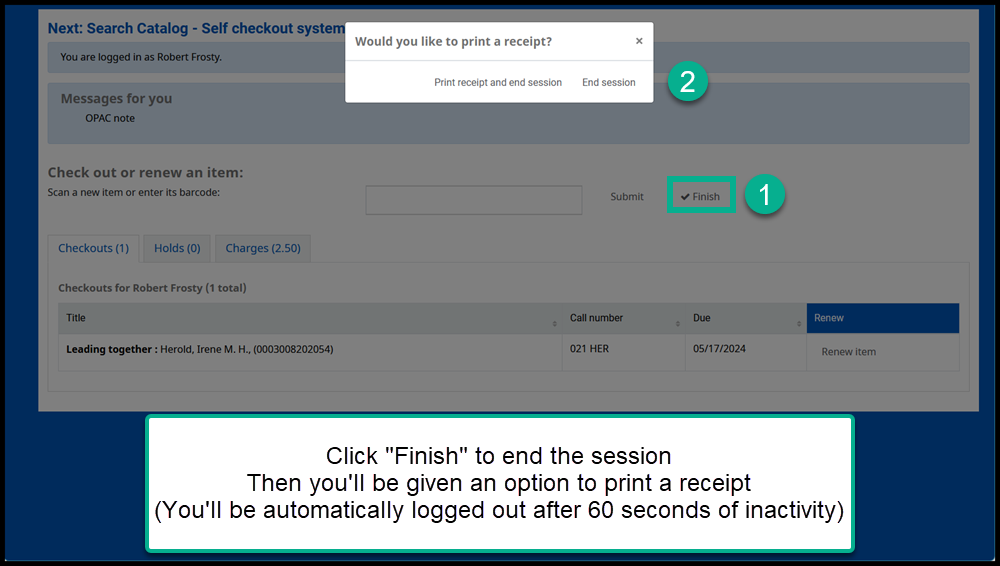 Next: Search Catalog - Self checkout system
Would you like to print a receipt?
×
Print receipt and end session
End session
2
You are logged in as Robert Frosty.
Messages for you
OPAC note
Check out or renew an item:
Scan a new item or enter its barcode:
Submit
✔ Finish
1
Checkouts (1)
Holds (0)
Charges (2.50)
Checkouts for Robert Frosty (1 total)
Title
Call number
Due
Renew
Leading together : Herold, Irene M. H., (0003008202054)
021 HER
05/17/2024
Renew item
Click "Finish" to end the session
Then you'll be given an option to print a receipt
(You'll be automatically logged out after 60 seconds of inactivity)